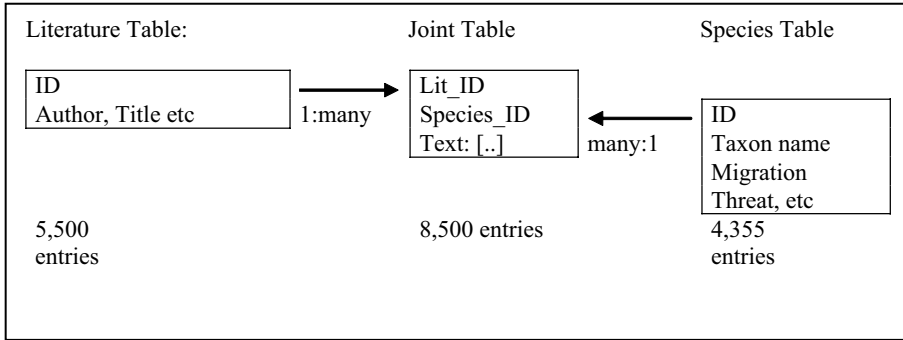 Literature Table:
Joint Table
Species Table
ID
Author, Title etc
1:many
Lit_ID
Species_ID
Text: [..]
many:1
ID
Taxon name
Migration
Threat, etc
5,500
entries
8,500 entries
4,355
entries